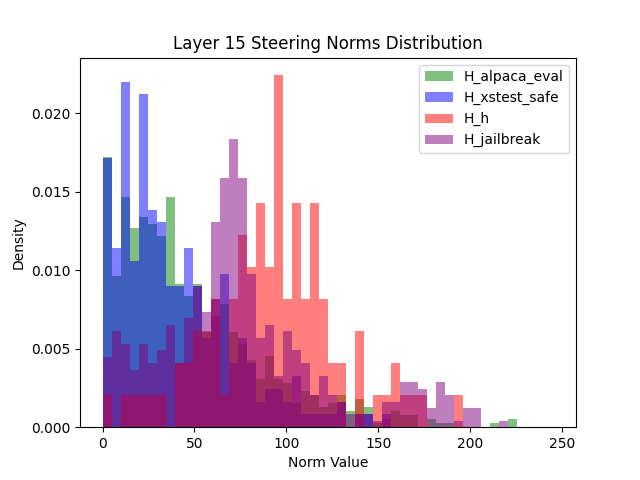 Layer 15 Steering Norms Distribution
H_alpaca_eval
H_xstest_safe
H_h
H_jailbreak
Density
0.020
0.015
0.010
0.005
0.000
0 50 100 150 200 250
Norm Value